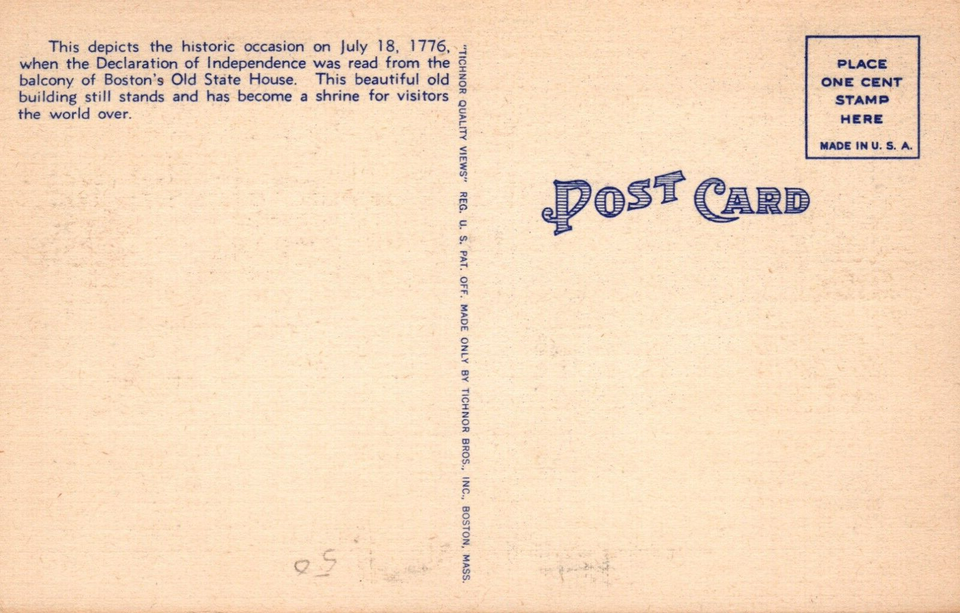 This depicts the historic occasion on July 18, 1776,
when the Declaration of Independence was read from the
balcony of Boston's Old State House. This beautiful old
building still stands and has become a shrine for visitors
the world over.
"TICHNOR QUALITY VIEWS" REG. U. S. PAT. OFF. MADE ONLY BY TICHNOR BROS., INC., BOSTON, MASS.
POST CARD
PLACE
ONE CENT
STAMP
HERE
MADE IN U. S. A.